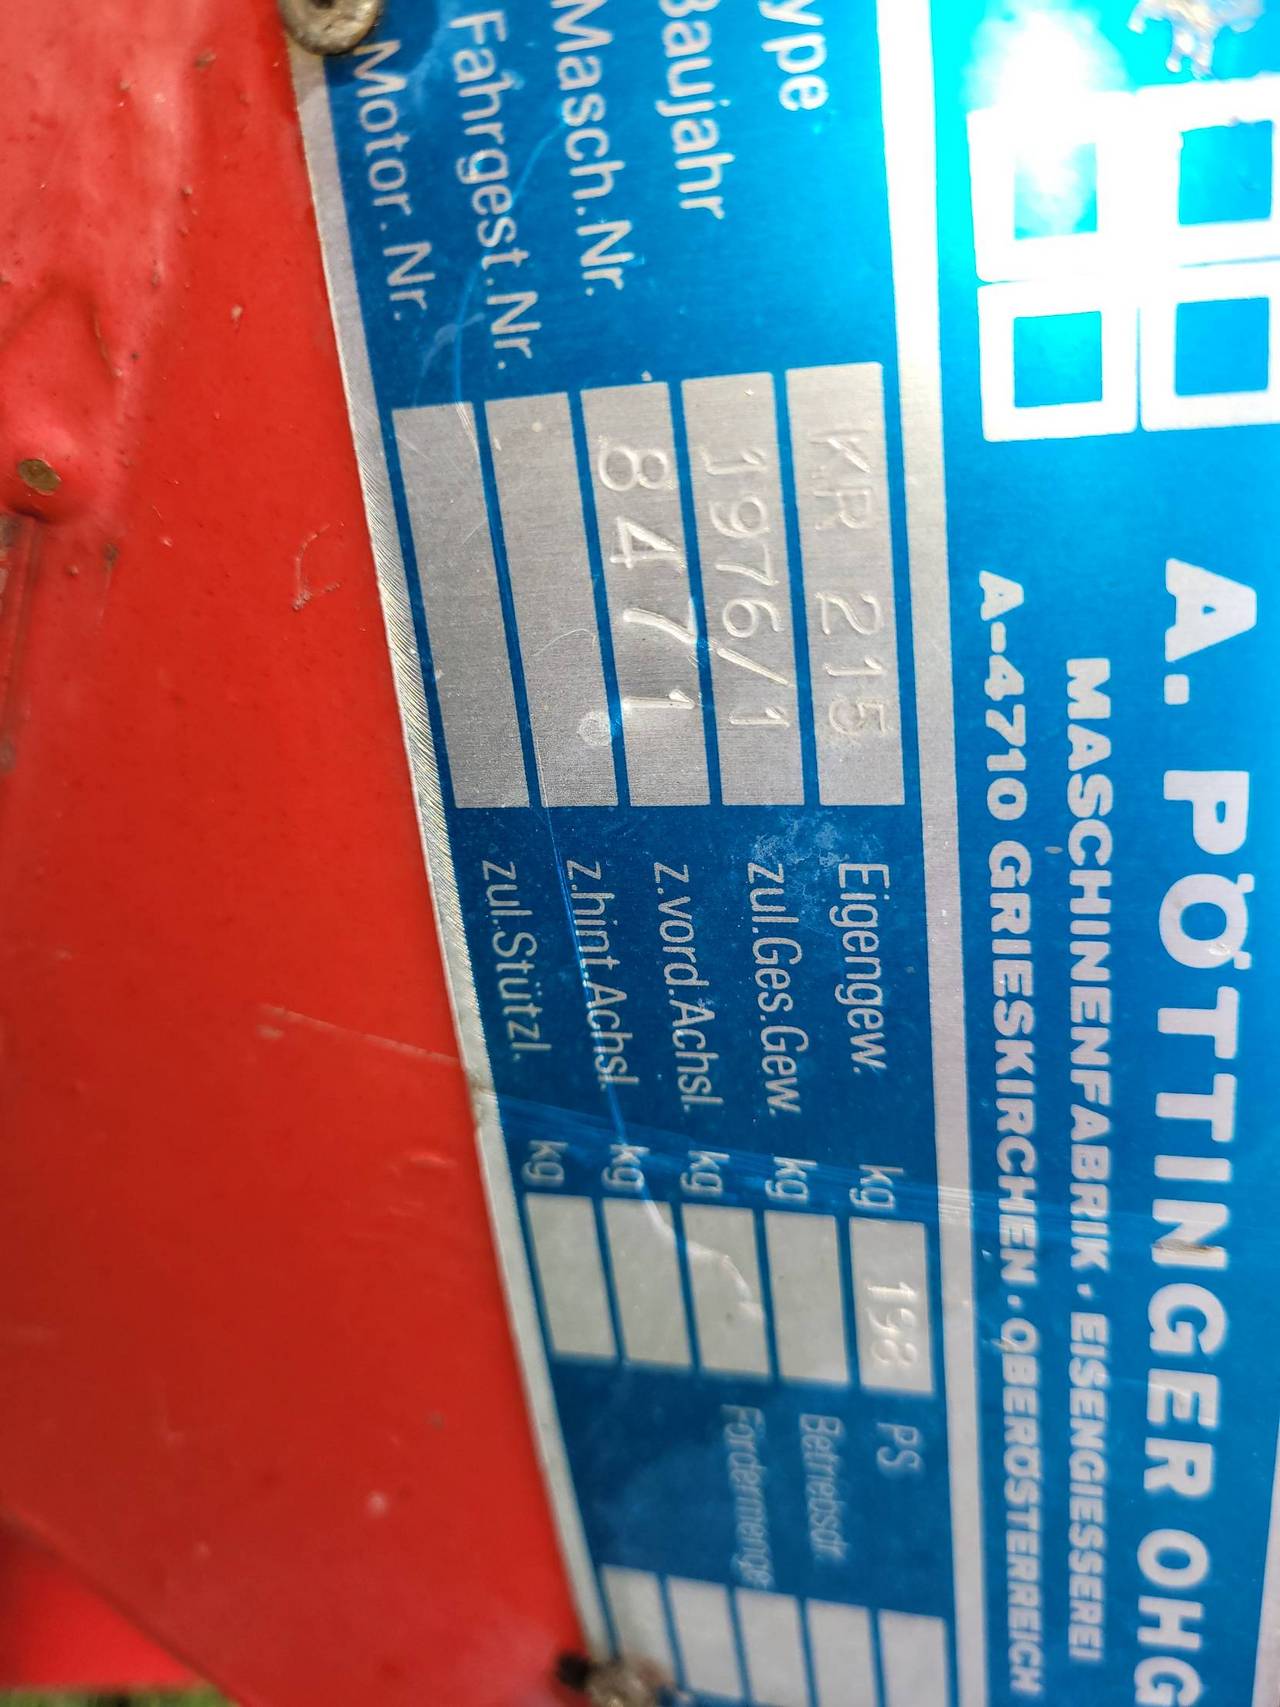 A. PÖTTINGER OHG
MASCHINENFABRIK · EISENGIESSEREI
A-4710 GRIESKIRCHEN · OBERÖSTERREICH
ype KR 215 Eigengew. kg 198 PS
Baujahr 1976/1 zul.Ges.Gew. kg Betriebsdr.
Masch.Nr. 8471 z.vord.Achsl. kg Fördermenge
Fahrgest.Nr. z.hint.Achsl. kg
Motor.Nr. zul.Stützl. kg